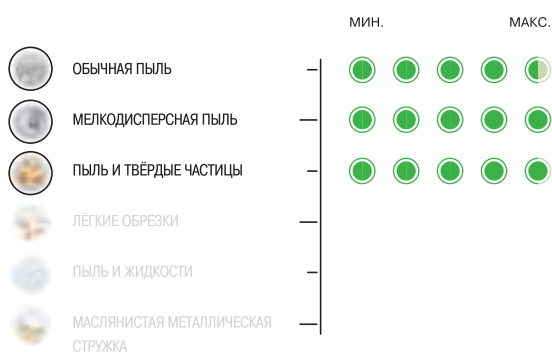 МИН. МАКС.
ОБЫЧНАЯ ПЫЛЬ
МЕЛКОДИСПЕРСНАЯ ПЫЛЬ
ПЫЛЬ И ТВЁРДЫЕ ЧАСТИЦЫ
ЛЁГКИЕ ОБРЕЗКИ
ПЫЛЬ И ЖИДКОСТИ
МАСЛЯНИСТАЯ МЕТАЛЛИЧЕСКАЯ
СТРУЖКА